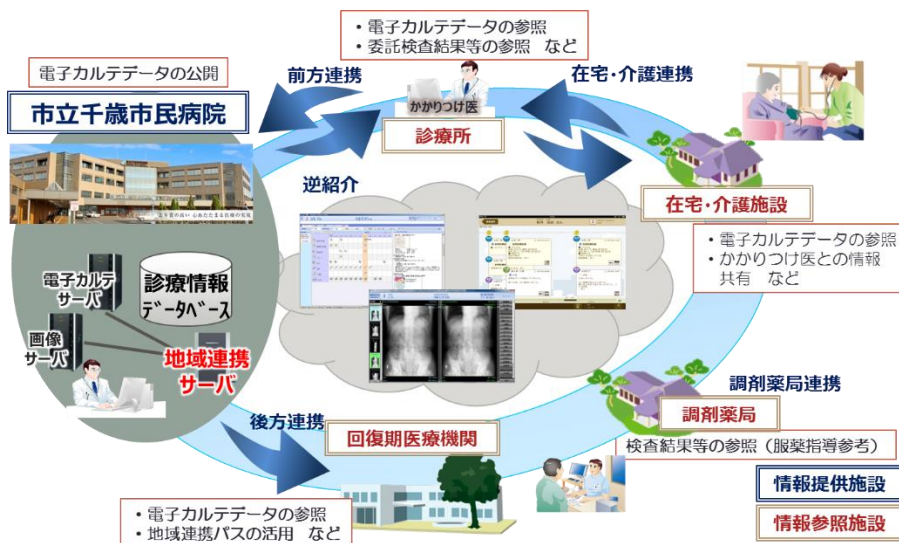 ・電子カルテデータの参照
・委託検査結果等の参照　など
電子カルテデータの公開
前方連携
在宅・介護連携
市立千歳市民病院
かかりつけ医
診療所
逆紹介
在宅・介護施設
・電子カルテデータの参照
・かかりつけ医との情報
共有　など
電子カルテ
サーバ
診療情報
データベース
画像
サーバ
地域連携
サーバ
調剤薬局連携
調剤薬局
後方連携
回復期医療機関
検査結果等の参照（服薬指導参考）
情報提供施設
・電子カルテデータの参照
・地域連携パスの活用　など
情報参照施設